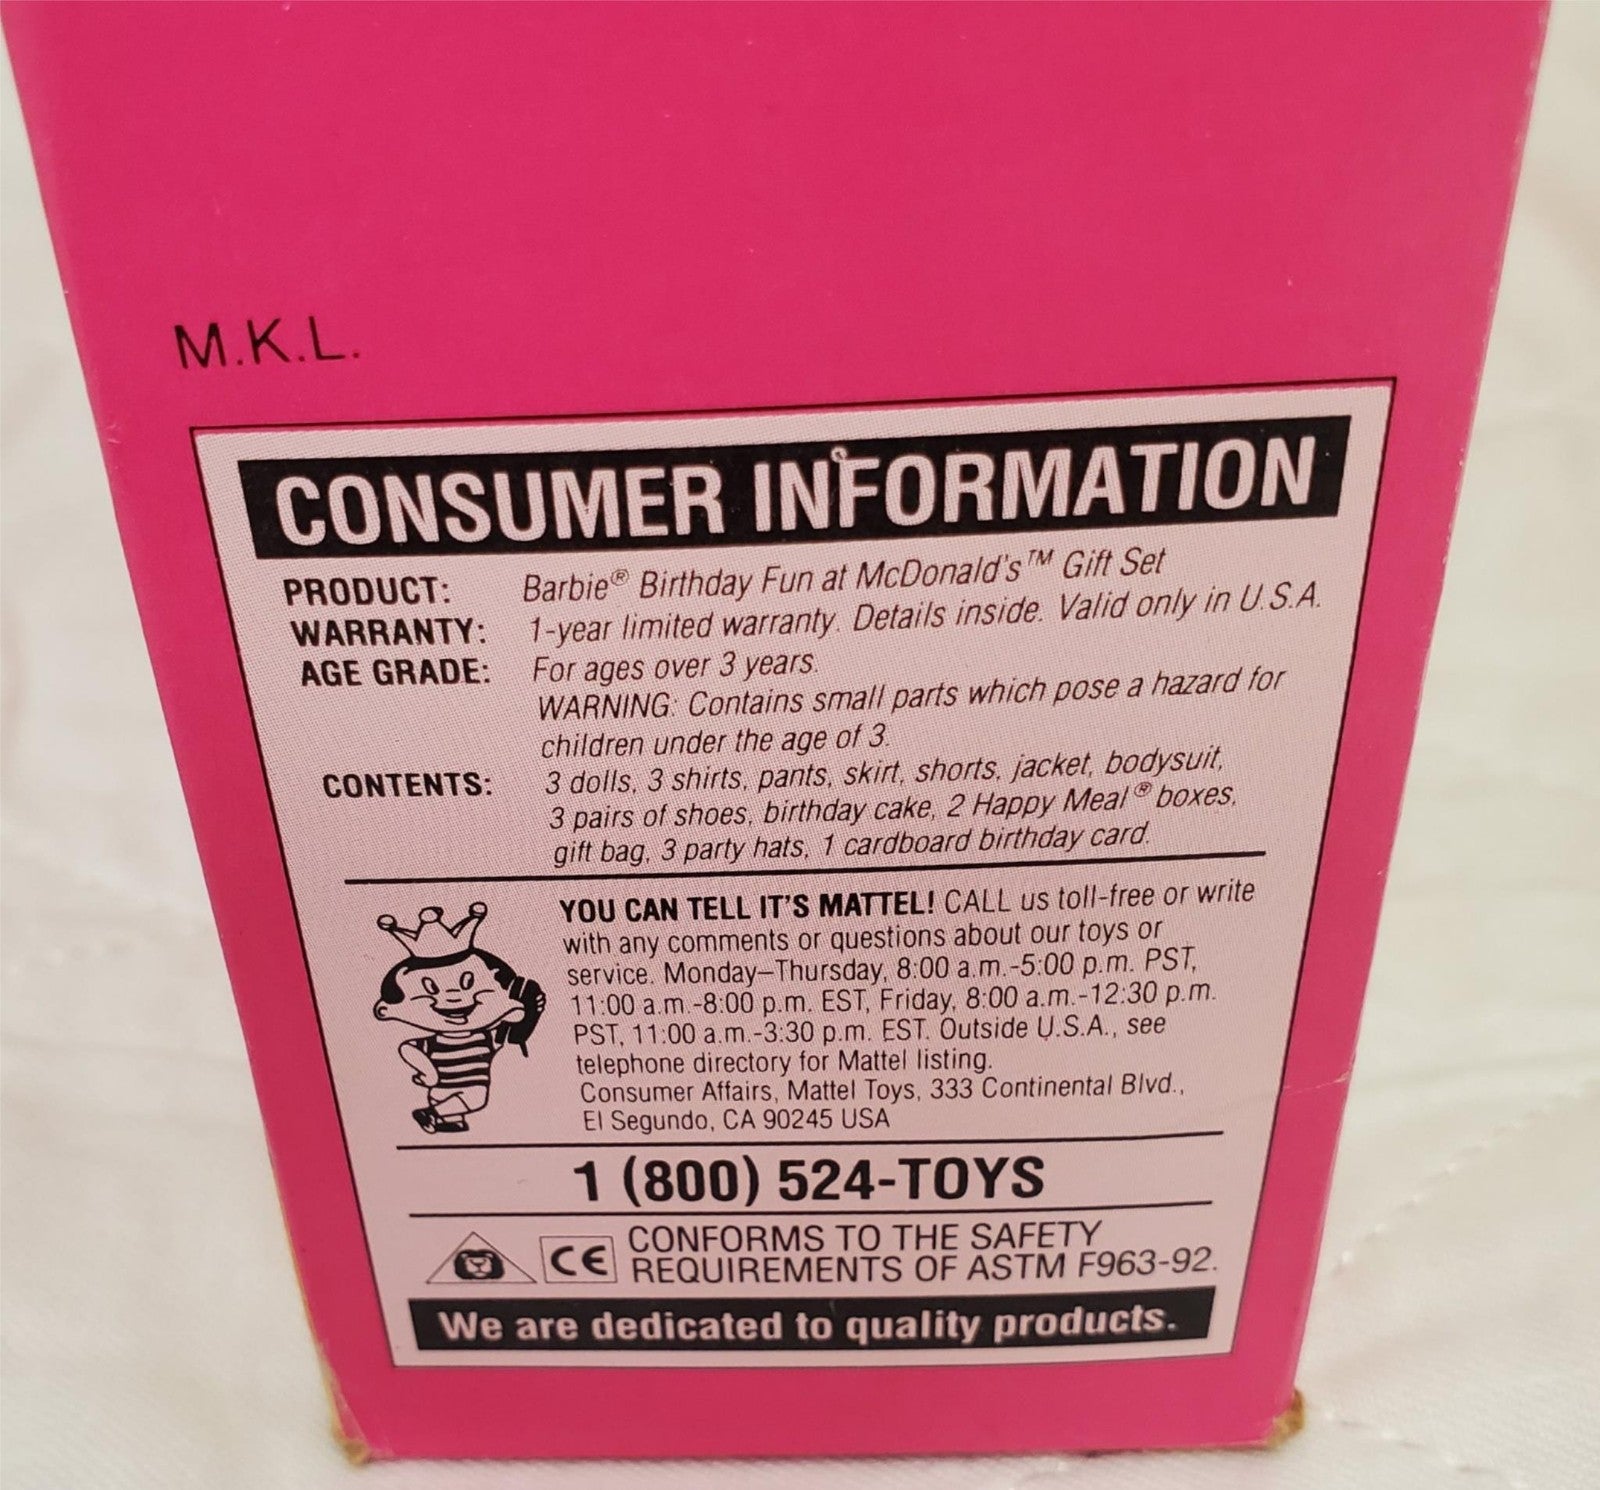 M.K.L.
CONSUMER INFORMATION
PRODUCT: Barbie® Birthday Fun at McDonald's™ Gift Set
WARRANTY: 1-year limited warranty. Details inside. Valid only in U.S.A.
AGE GRADE: For ages over 3 years.
WARNING: Contains small parts which pose a hazard for
children under the age of 3.
CONTENTS: 3 dolls, 3 shirts, pants, skirt, shorts, jacket, bodysuit,
3 pairs of shoes, birthday cake, 2 Happy Meal® boxes,
gift bag, 3 party hats, 1 cardboard birthday card.
YOU CAN TELL IT'S MATTEL! CALL us toll-free or write
with any comments or questions about our toys or
service. Monday–Thursday, 8:00 a.m.-5:00 p.m. PST,
11:00 a.m.-8:00 p.m. EST, Friday, 8:00 a.m.-12:30 p.m.
PST, 11:00 a.m.-3:30 p.m. EST. Outside U.S.A., see
telephone directory for Mattel listing.
Consumer Affairs, Mattel Toys, 333 Continental Blvd.,
El Segundo, CA 90245 USA
1 (800) 524-TOYS
CE CONFORMS TO THE SAFETY
REQUIREMENTS OF ASTM F963-92.
We are dedicated to quality products.